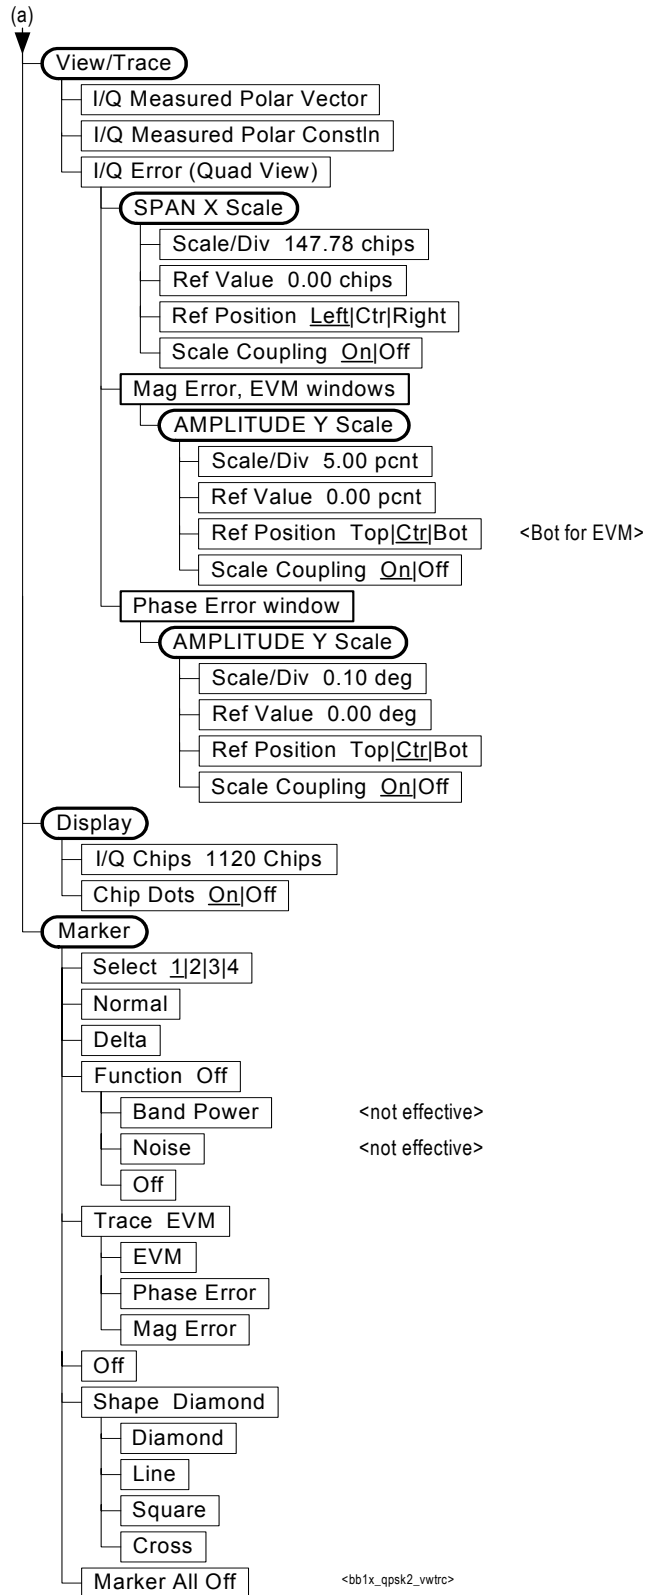 (a)
View/Trace
I/Q Measured Polar Vector
I/Q Measured Polar Constln
I/Q Error (Quad View)
SPAN X Scale
Scale/Div 147.78 chips
Ref Value 0.00 chips
Ref Position Left|Ctr|Right
Scale Coupling On|Off
Mag Error, EVM windows
AMPLITUDE Y Scale
Scale/Div 5.00 pcnt
Ref Value 0.00 pcnt
Ref Position Top|Ctr|Bot <Bot for EVM>
Scale Coupling On|Off
Phase Error window
AMPLITUDE Y Scale
Scale/Div 0.10 deg
Ref Value 0.00 deg
Ref Position Top|Ctr|Bot
Scale Coupling On|Off
Display
I/Q Chips 1120 Chips
Chip Dots On|Off
Marker
Select 1|2|3|4
Normal
Delta
Function Off
Band Power <not effective>
Noise <not effective>
Off
Trace EVM
EVM
Phase Error
Mag Error
Off
Shape Diamond
Diamond
Line
Square
Cross
Marker All Off <bb1x_qpsk2_vwtrc>